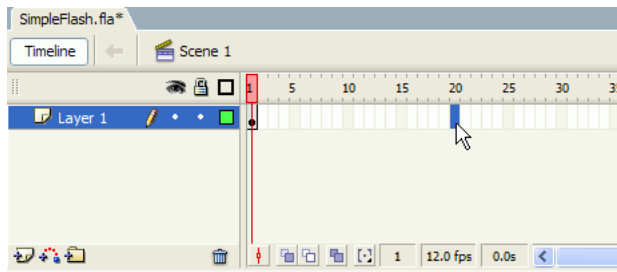 SimpleFlash.fla*
Timeline Scene 1
1 5 10 15 20 25 30
Layer 1
1 12.0 fps 0.0s